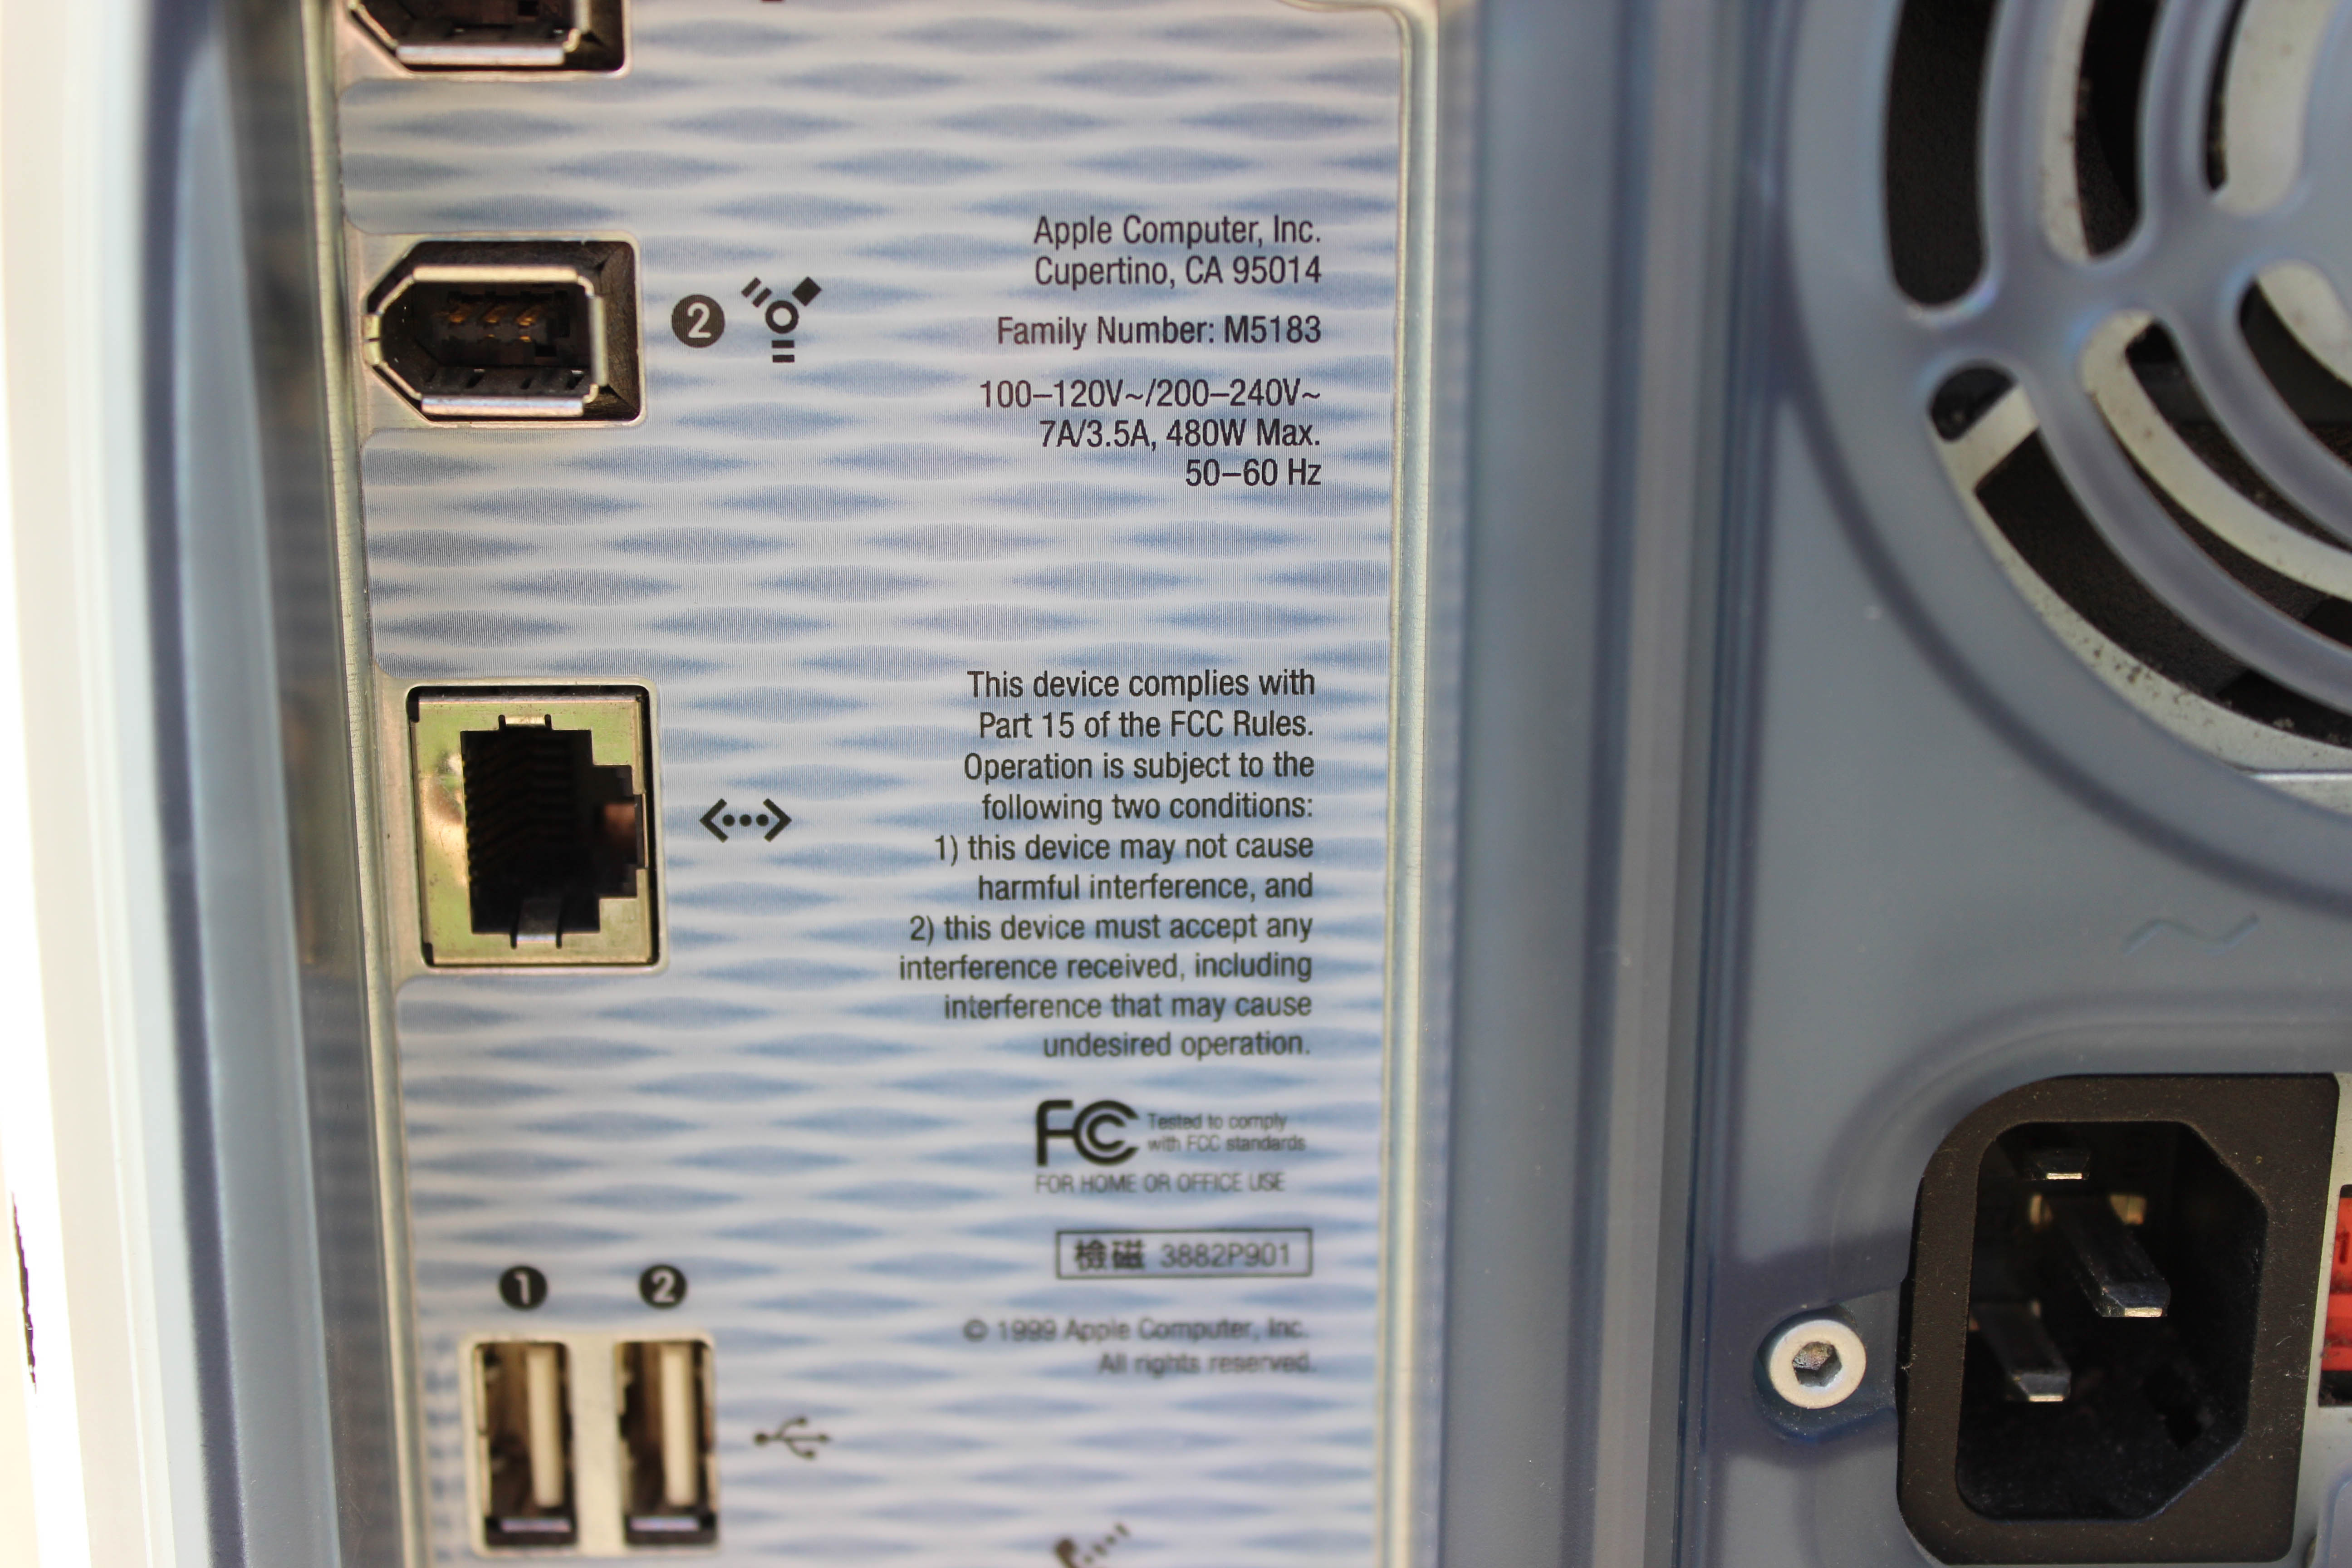 2
Apple Computer, Inc.
Cupertino, CA 95014
Family Number: M5183
100–120V~/200–240V~
7A/3.5A, 480W Max.
50–60 Hz
This device complies with
Part 15 of the FCC Rules.
Operation is subject to the
following two conditions:
1) this device may not cause
harmful interference, and
2) this device must accept any
interference received, including
interference that may cause
undesired operation.
FC Tested to comply
with FCC standards
FOR HOME OR OFFICE USE
檢磁 3882P901
1 2
© 1999 Apple Computer, Inc.
All rights reserved.